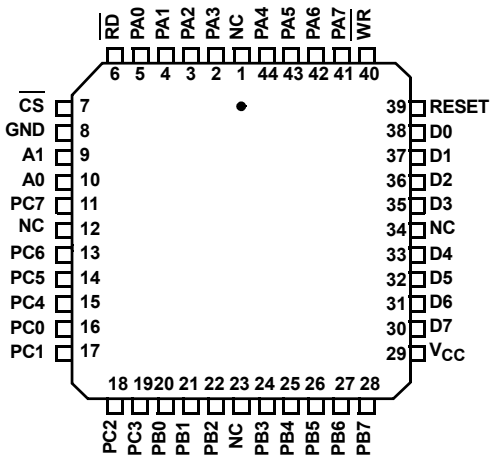 RD PA0 PA1 PA2 PA3 NC PA4 PA5 PA6 PA7 WR
6 5 4 3 2 1 44 43 42 41 40
CS 7 39 RESET
GND 8 38 D0
A1 9 37 D1
A0 10 36 D2
PC7 11 35 D3
NC 12 34 NC
PC6 13 33 D4
PC5 14 32 D5
PC4 15 31 D6
PC0 16 30 D7
PC1 17 29 VCC
18 19 20 21 22 23 24 25 26 27 28
PC2 PC3 PB0 PB1 PB2 NC PB3 PB4 PB5 PB6 PB7